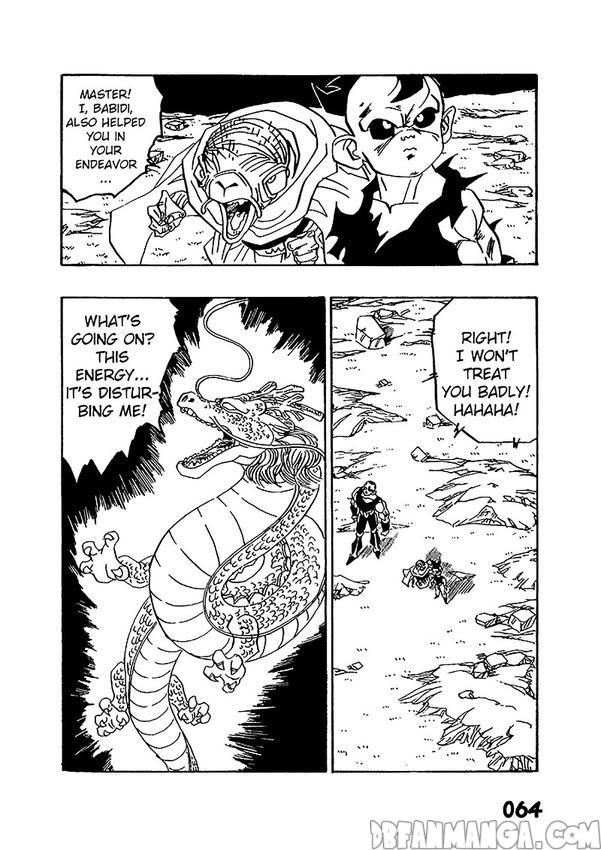 MASTER!
I, BABIDI,
ALSO HELPED
YOU IN
YOUR
ENDEAVOR
...
WHAT'S
GOING ON?
THIS
ENERGY...
IT'S DISTUR-
BING ME!
RIGHT!
I WON'T
TREAT
YOU BADLY!
HAHAHA!
064
DBFANMANGA.COM